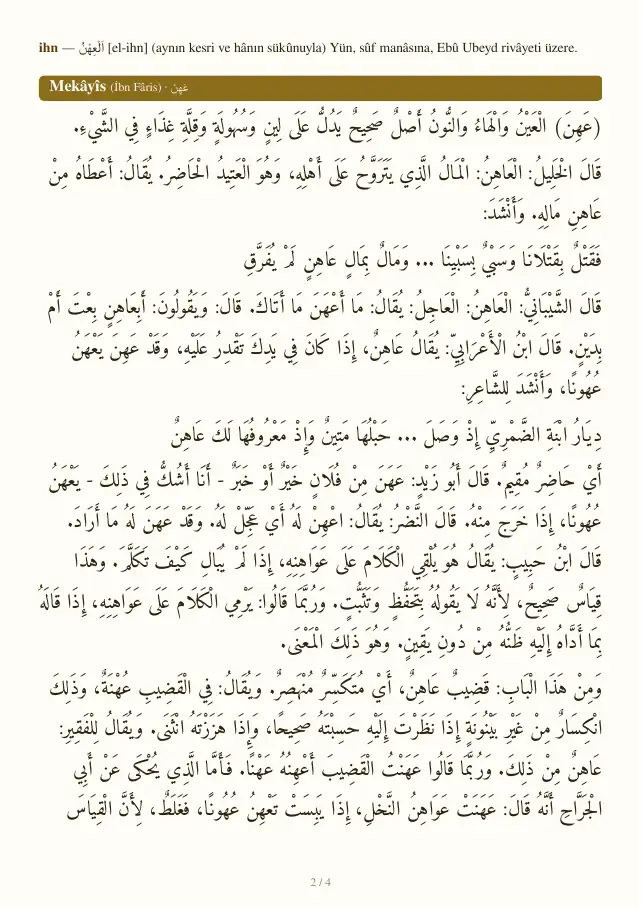 ihn — اَلْعِهْنُ [el-ihn] (aynın kesri ve hânın sükûnuyla) Yün, sûf manâsına, Ebû Ubeyd rivâyeti üzere.
Mekâyîs (İbn Fâris) · عَهِنَ
(عَهِنَ) الْعَيْنُ وَالْهَاءُ وَالنُّونُ أَصْلٌ صَحِيحٌ يَدُلُّ عَلَى لِينٍ وَسُهُولَةٍ وَقِلَّةِ غِذَاءٍ فِي الشَّيْءِ.
قَالَ الْخَلِيلُ: الْعَاهِنُ: الْمَالُ الَّذِي يَتَرَوَّحُ عَلَى أَهْلِهِ، وَهُوَ الْعَتِيدُ الْحَاضِرُ. يُقَالُ: أَعْطَاهُ مِنْ
عَاهِنِ مَالِهِ. وَأَنْشَدَ:
فَقَتْلٌ بِقَتْلَانَا وَسَبْيٌ بِسَبْيِنَا ... وَمَالٌ بِمَالٍ عَاهِنٍ لَمْ يُفَرَّقِ
قَالَ الشَّيْبَانِيُّ: الْعَاهِنُ: الْعَاجِلُ: يُقَالُ: مَا أَعْهَنَ مَا أَتَاكَ. قَالَ: وَيَقُولُونَ: أَبِعَاهِنٍ بِعْتَ أَمْ
بِدَيْنٍ. قَالَ ابْنُ الْأَعْرَابِيِّ: يُقَالُ عَاهِنٌ، إِذَا كَانَ فِي يَدِكَ تَقْدِرُ عَلَيْهِ، وَقَدْ عَهِنَ يَعْهَنُ
عُهُونًا، وَأَنْشَدَ لِلشَّاعِرِ:
دِيَارُ ابْنَةِ الضَّمْرِيِّ إِذْ وَصَلَ ... حَبْلُهَا مَتِينٌ وَإِذْ مَعْرُوفُهَا لَكَ عَاهِنٌ
أَيْ حَاضِرٌ مُقِيمٌ. قَالَ أَبُو زَيْدٍ: عَهَنَ مِنْ فُلَانٍ خَيْرٌ أَوْ خَبَرٌ - أَنَا أَشُكُّ فِي ذَلِكَ - يَعْهَنُ
عُهُونًا، إِذَا خَرَجَ مِنْهُ. قَالَ النَّضْرُ: يُقَالُ: اعْهِنْ لَهُ أَيْ عَجِّلْ لَهُ. وَقَدْ عَهَنَ لَهُ مَا أَرَادَ.
قَالَ ابْنُ حَبِيبٍ: يُقَالُ هُوَ يُلْقِي الْكَلَامَ عَلَى عَوَاهِنِهِ، إِذَا لَمْ يُبَالِ كَيْفَ تَكَلَّمَ. وَهَذَا
قِيَاسٌ صَحِيحٌ، لِأَنَّهُ لَا يَقُولُهُ بِتَحَفُّظٍ وَتَثَبُّتٍ. وَرُبَّمَا قَالُوا: يَرْمِي الْكَلَامَ عَلَى عَوَاهِنِهِ، إِذَا قَالَهُ
بِمَا أَدَّاهُ إِلَيْهِ ظَنُّهُ مِنْ دُونِ يَقِينٍ. وَهُوَ ذَلِكَ الْمَعْنَى.
وَمِنْ هَذَا الْبَابِ: قَضِيبٌ عَاهِنٌ، أَيْ مُتَكَسِّرٌ مُنْهَصِرٌ. وَيُقَالُ: فِي الْقَضِيبِ عُهْنَةٌ، وَذَلِكَ
انْكِسَارٌ مِنْ غَيْرِ بَيْنُونَةٍ إِذَا نَظَرْتَ إِلَيْهِ حَسِبْتَهُ صَحِيحًا، وَإِذَا هَزَزْتَهُ انْثَنَى. وَيُقَالُ لِلْفَقِيرِ:
عَاهِنٌ مِنْ ذَلِكَ. وَرُبَّمَا قَالُوا عَهَنْتُ الْقَضِيبَ أَعْهِنُهُ عَهْنًا. فَأَمَّا الَّذِي يُحْكَى عَنْ أَبِي
الْجَرَّاحِ أَنَّهُ قَالَ: عَهَنَتْ عَوَاهِنُ النَّخْلِ، إِذَا يَبِسَتْ تَعْهِنُ عُهُونًا، فَغَلَطٌ، لِأَنَّ الْقِيَاسَ
2 / 4